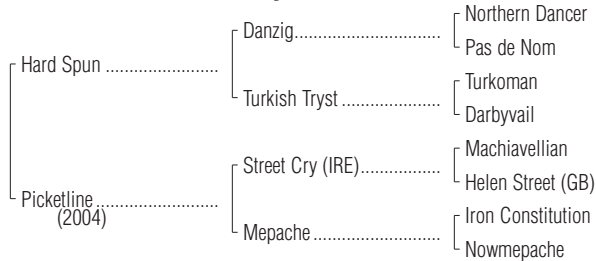 Northern Dancer
Danzig
Pas de Nom
Hard Spun
Turkoman
Turkish Tryst
Darbyvail
Machiavellian
Street Cry (IRE)
Helen Street (GB)
Picketline
(2004)
Iron Constitution
Mepache
Nowmepache